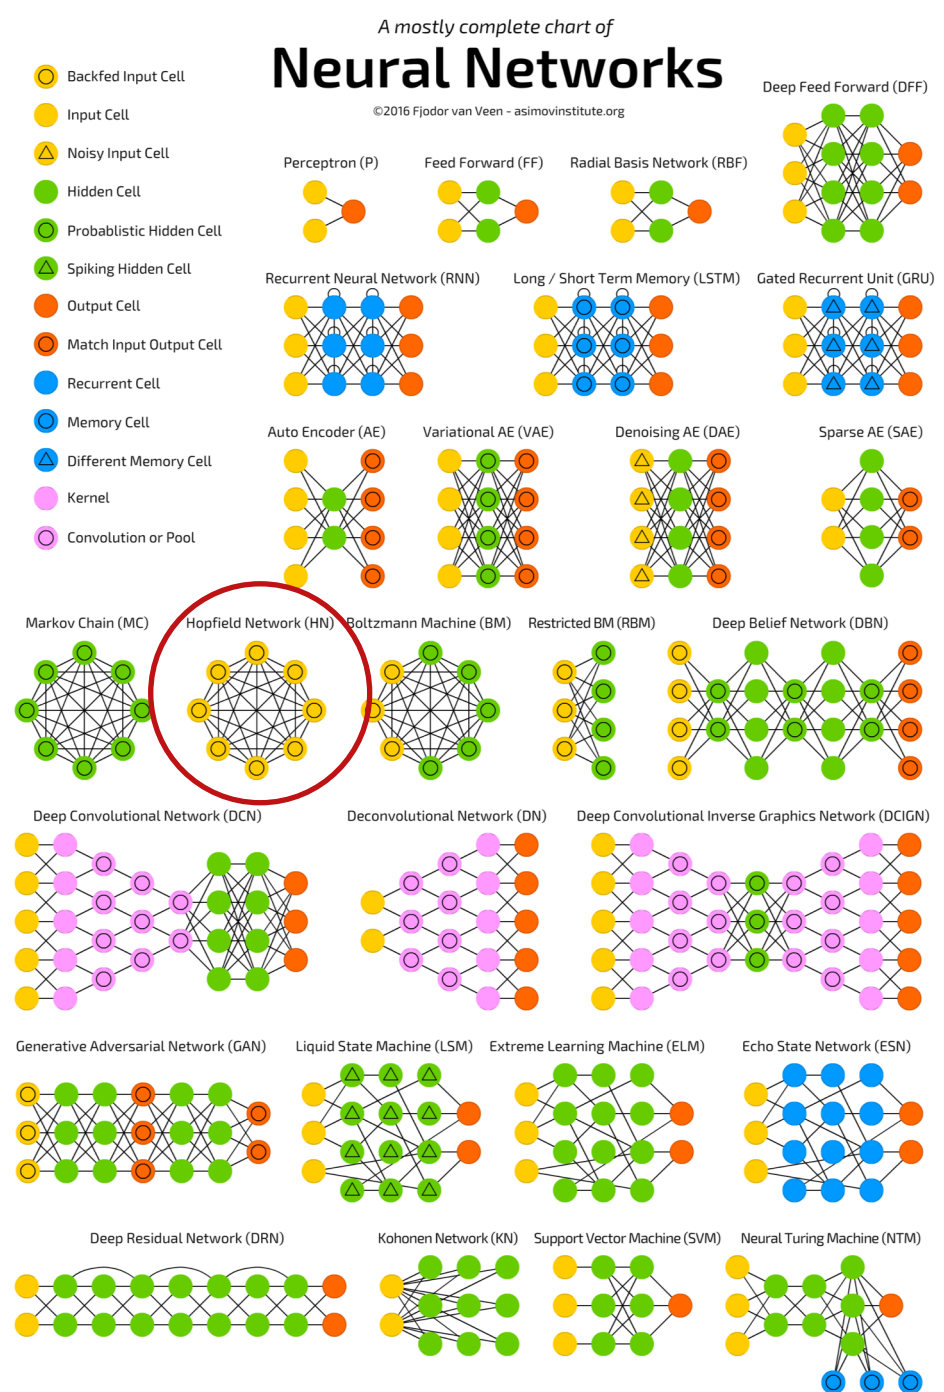 A mostly complete chart of
Neural Networks
©2016 Fjodor van Veen - asimovinstitute.org
Backfed Input Cell
Input Cell
Noisy Input Cell
Hidden Cell
Probablistic Hidden Cell
Spiking Hidden Cell
Output Cell
Match Input Output Cell
Recurrent Cell
Memory Cell
Different Memory Cell
Kernel
Convolution or Pool
Deep Feed Forward (DFF)
Perceptron (P)
Feed Forward (FF)
Radial Basis Network (RBF)
Recurrent Neural Network (RNN)
Long / Short Term Memory (LSTM)
Gated Recurrent Unit (GRU)
Auto Encoder (AE)
Variational AE (VAE)
Denoising AE (DAE)
Sparse AE (SAE)
Markov Chain (MC)
Hopfield Network (HN)
Boltzmann Machine (BM)
Restricted BM (RBM)
Deep Belief Network (DBN)
Deep Convolutional Network (DCN)
Deconvolutional Network (DN)
Deep Convolutional Inverse Graphics Network (DCIGN)
Generative Adversarial Network (GAN)
Liquid State Machine (LSM)
Extreme Learning Machine (ELM)
Echo State Network (ESN)
Deep Residual Network (DRN)
Kohonen Network (KN)
Support Vector Machine (SVM)
Neural Turing Machine (NTM)